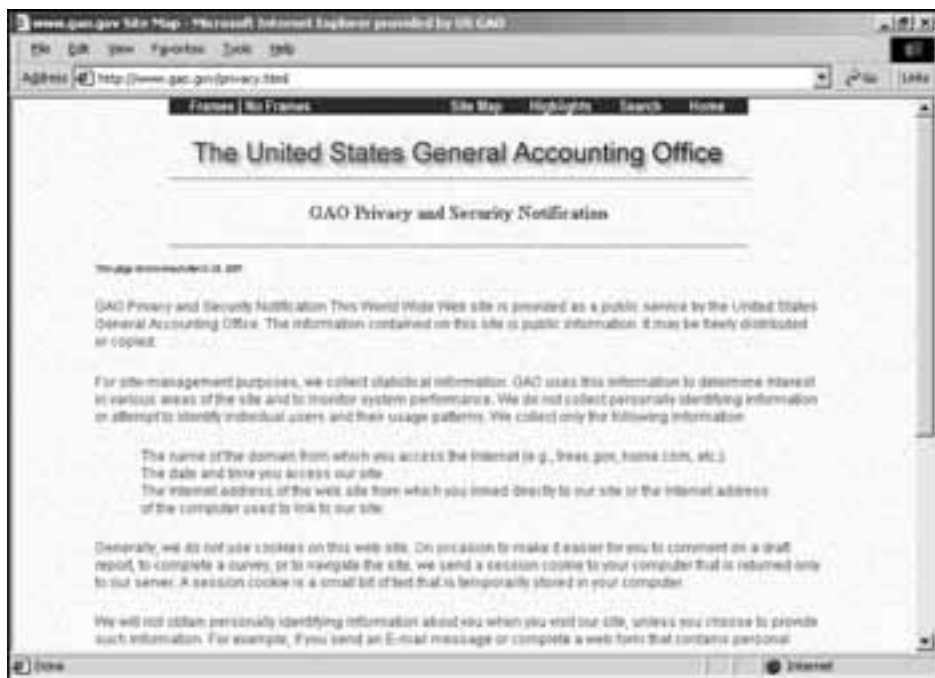 www.gao.gov Site Map - Microsoft Internet Explorer provided by US GAO
File Edit View Favorites Tools Help
Address http://www.gao.gov/privacy.html Go Links
Frames | No Frames Site Map Highlights Search Home
The United States General Accounting Office
GAO Privacy and Security Notification
GAO Privacy and Security Notification This World Wide Web site is provided as a public service by the United States
General Accounting Office. The information contained on this site is public information. It may be freely distributed
or copied.
For site-management purposes, we collect statistical information. GAO uses this information to determine interest
in various areas of the site and to monitor system performance. We do not collect personally identifying information
or attempt to identify individual users and their usage patterns. We collect only the following information:
The name of the domain from which you access the Internet (e.g., treas.gov, home.com, etc.)
The date and time you access our site
The Internet address of the web site from which you linked directly to our site or the Internet address
of the computer used to link to our site.
Generally, we do not use cookies on this web site. On occasion to make it easier for you to comment on a draft
report, to complete a survey, or to navigate the site, we send a session cookie to your computer that is returned only
to our server. A session cookie is a small bit of text that is temporarily stored in your computer.
We will not obtain personally identifying information about you when you visit our site, unless you choose to provide
such information. For example, if you send an E-mail message or complete a web form that contains personal
Done Internet